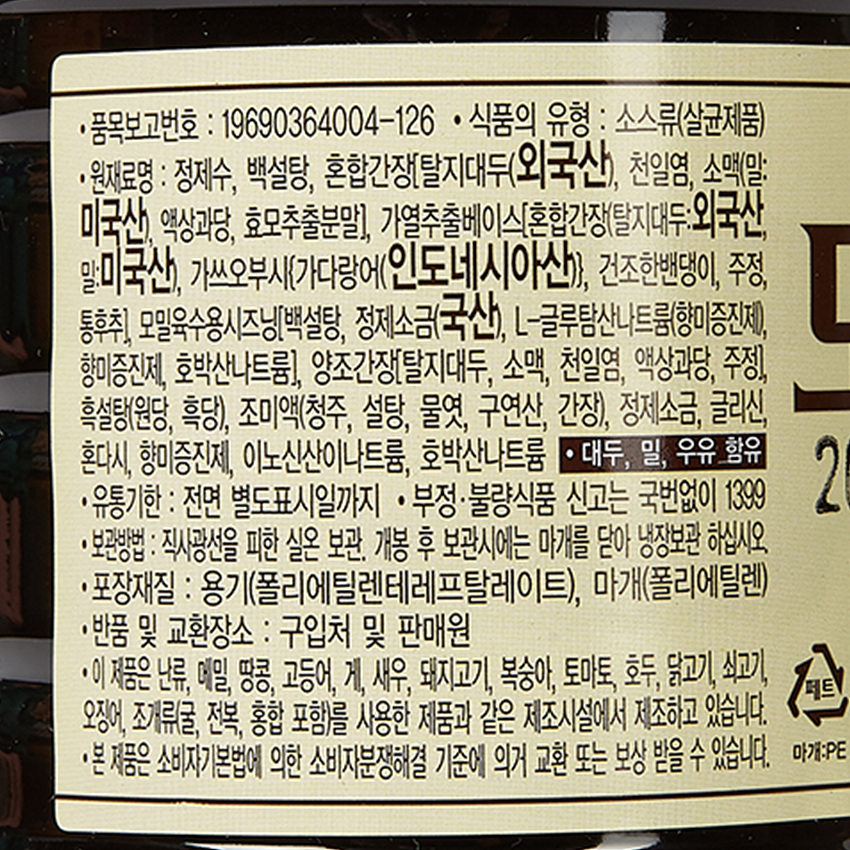 •품목보고번호 : 19690364004-126 •식품의 유형 : 소스류(살균제품)
•원재료명 : 정제수, 백설탕, 혼합간장[탈지대두(외국산), 천일염, 소맥(밀:
미국산), 액상과당, 효모추출분말], 가열추출베이스[혼합간장(탈지대두:외국산,
밀:미국산), 가쓰오부시{가다랑어(인도네시아산)}, 건조한밴댕이, 주정,
통후추], 모밀육수용시즈닝[백설탕, 정제소금(국산), L-글루탐산나트륨(향미증진제),
향미증진제, 호박산나트륨], 양조간장[탈지대두, 소맥, 천일염, 액상과당, 주정],
흑설탕(원당, 흑당), 조미액(청주, 설탕, 물엿, 구연산, 간장), 정제소금, 글리신,
혼다시, 향미증진제, 이노신산이나트륨, 호박산나트륨 •대두, 밀, 우유 함유
•유통기한 : 전면 별도표시일까지 •부정·불량식품 신고는 국번없이 1399
•보관방법 : 직사광선을 피한 실온 보관. 개봉 후 보관시에는 마개를 닫아 냉장보관 하십시오.
•포장재질 : 용기(폴리에틸렌테레프탈레이트), 마개(폴리에틸렌)
•반품 및 교환장소 : 구입처 및 판매원
•이 제품은 난류, 메밀, 땅콩, 고등어, 게, 새우, 돼지고기, 복숭아, 토마토, 호두, 닭고기, 쇠고기,
오징어, 조개류(굴, 전복, 홍합 포함)를 사용한 제품과 같은 제조시설에서 제조하고 있습니다.
•본 제품은 소비자기본법에 의한 소비자분쟁해결 기준에 의거 교환 또는 보상 받을 수 있습니다.
페트
마개:PE